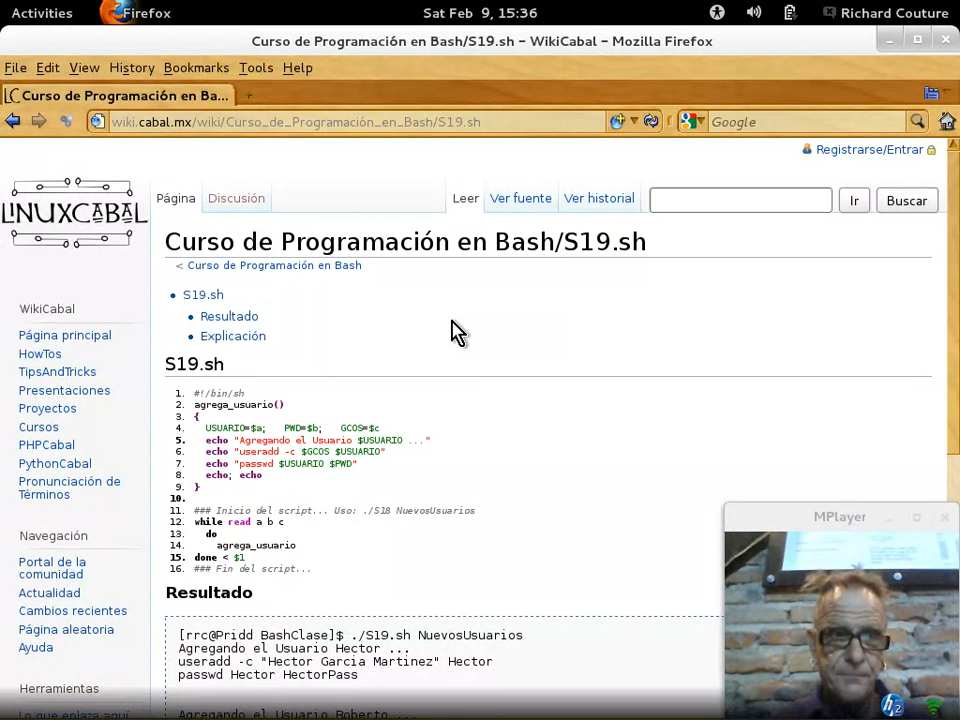 Activities Firefox Sat Feb 9, 15:36 Richard Couture
Curso de Programación en Bash/S19.sh – WikiCabal – Mozilla Firefox
File Edit View History Bookmarks Tools Help
Curso de Programación en Ba...
wiki.cabal.mx/wiki/Curso_de_Programación_en_Bash/S19.sh Google
Registrarse/Entrar
LINUXCABAL
Página Discusión Leer Ver fuente Ver historial Ir Buscar
Curso de Programación en Bash/S19.sh
< Curso de Programación en Bash
S19.sh
Resultado
Explicación
WikiCabal
Página principal
HowTos
TipsAndTricks
Presentaciones
Proyectos
Cursos
PHPCabal
PythonCabal
Pronunciación de
Términos
Navegación
Portal de la
comunidad
Actualidad
Cambios recientes
Página aleatoria
Ayuda
Herramientas
Lo que enlaza aquí
S19.sh
1. #!/bin/sh
2. agrega_usuario()
3. {
4. USUARIO=$a; PWD=$b; GCOS=$c
5. echo "Agregando el Usuario $USUARIO ..."
6. echo "useradd -c $GCOS $USUARIO"
7. echo "passwd $USUARIO $PWD"
8. echo; echo
9. }
10.
11. ### Inicio del script... Uso: ./S18 NuevosUsuarios
12. while read a b c
13. do
14. agrega_usuario
15. done < $1
16. ### Fin del script...
Resultado
[rrc@Pridd BashClase]$ ./S19.sh NuevosUsuarios
Agregando el Usuario Hector ...
useradd -c "Hector Garcia Martinez" Hector
passwd Hector HectorPass
Agregando el Usuario Roberto ...
MPlayer